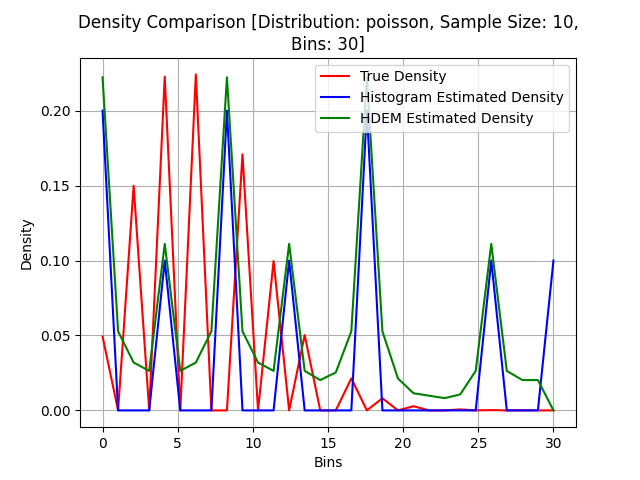 Density Comparison [Distribution: poisson, Sample Size: 10,
Bins: 30]
True Density
Histogram Estimated Density
HDEM Estimated Density
Density
0.20
0.15
0.10
0.05
0.00
0 5 10 15 20 25 30
Bins